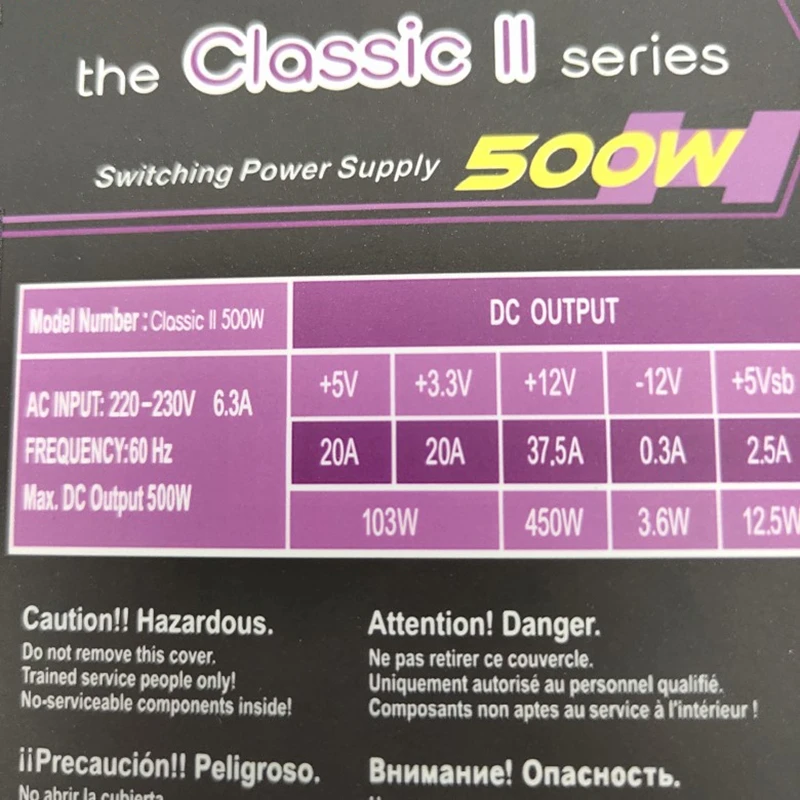 the Classic II series
Switching Power Supply 500W
Model Number: Classic II 500W
DC OUTPUT
AC INPUT: 220-230V 6.3A
FREQUENCY:60 Hz
Max. DC Output 500W
+5V +3.3V +12V -12V +5Vsb
20A 20A 37.5A 0.3A 2.5A
103W 450W 3.6W 12.5W
Caution!! Hazardous.
Do not remove this cover.
Trained service people only!
No-serviceable components inside!
Attention! Danger.
Ne pas retirer ce couvercle.
Uniquement autorisé au personnel qualifié.
Composants non aptes au service à l'intérieur !
¡¡Precaución!! Peligroso.
No abrir la cubierta
Внимание! Опасность.